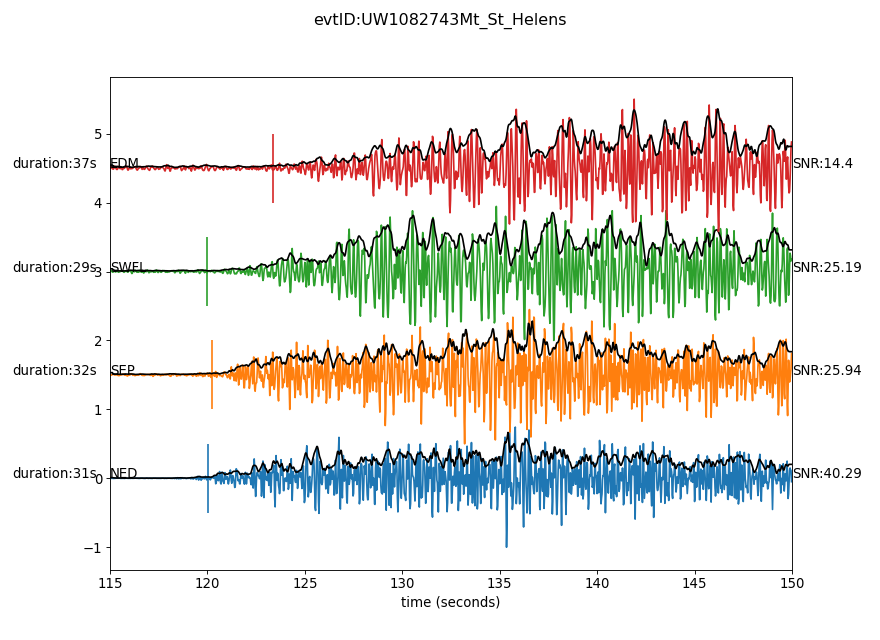 evtID:UW1082743Mt_St_Helens
5
duration:37s EDM SNR:14.4
4
duration:29s SWFL SNR:25.19
3
2
duration:32s SEP SNR:25.94
1
duration:31s NED SNR:40.29
0
−1
115 120 125 130 135 140 145 150
time (seconds)